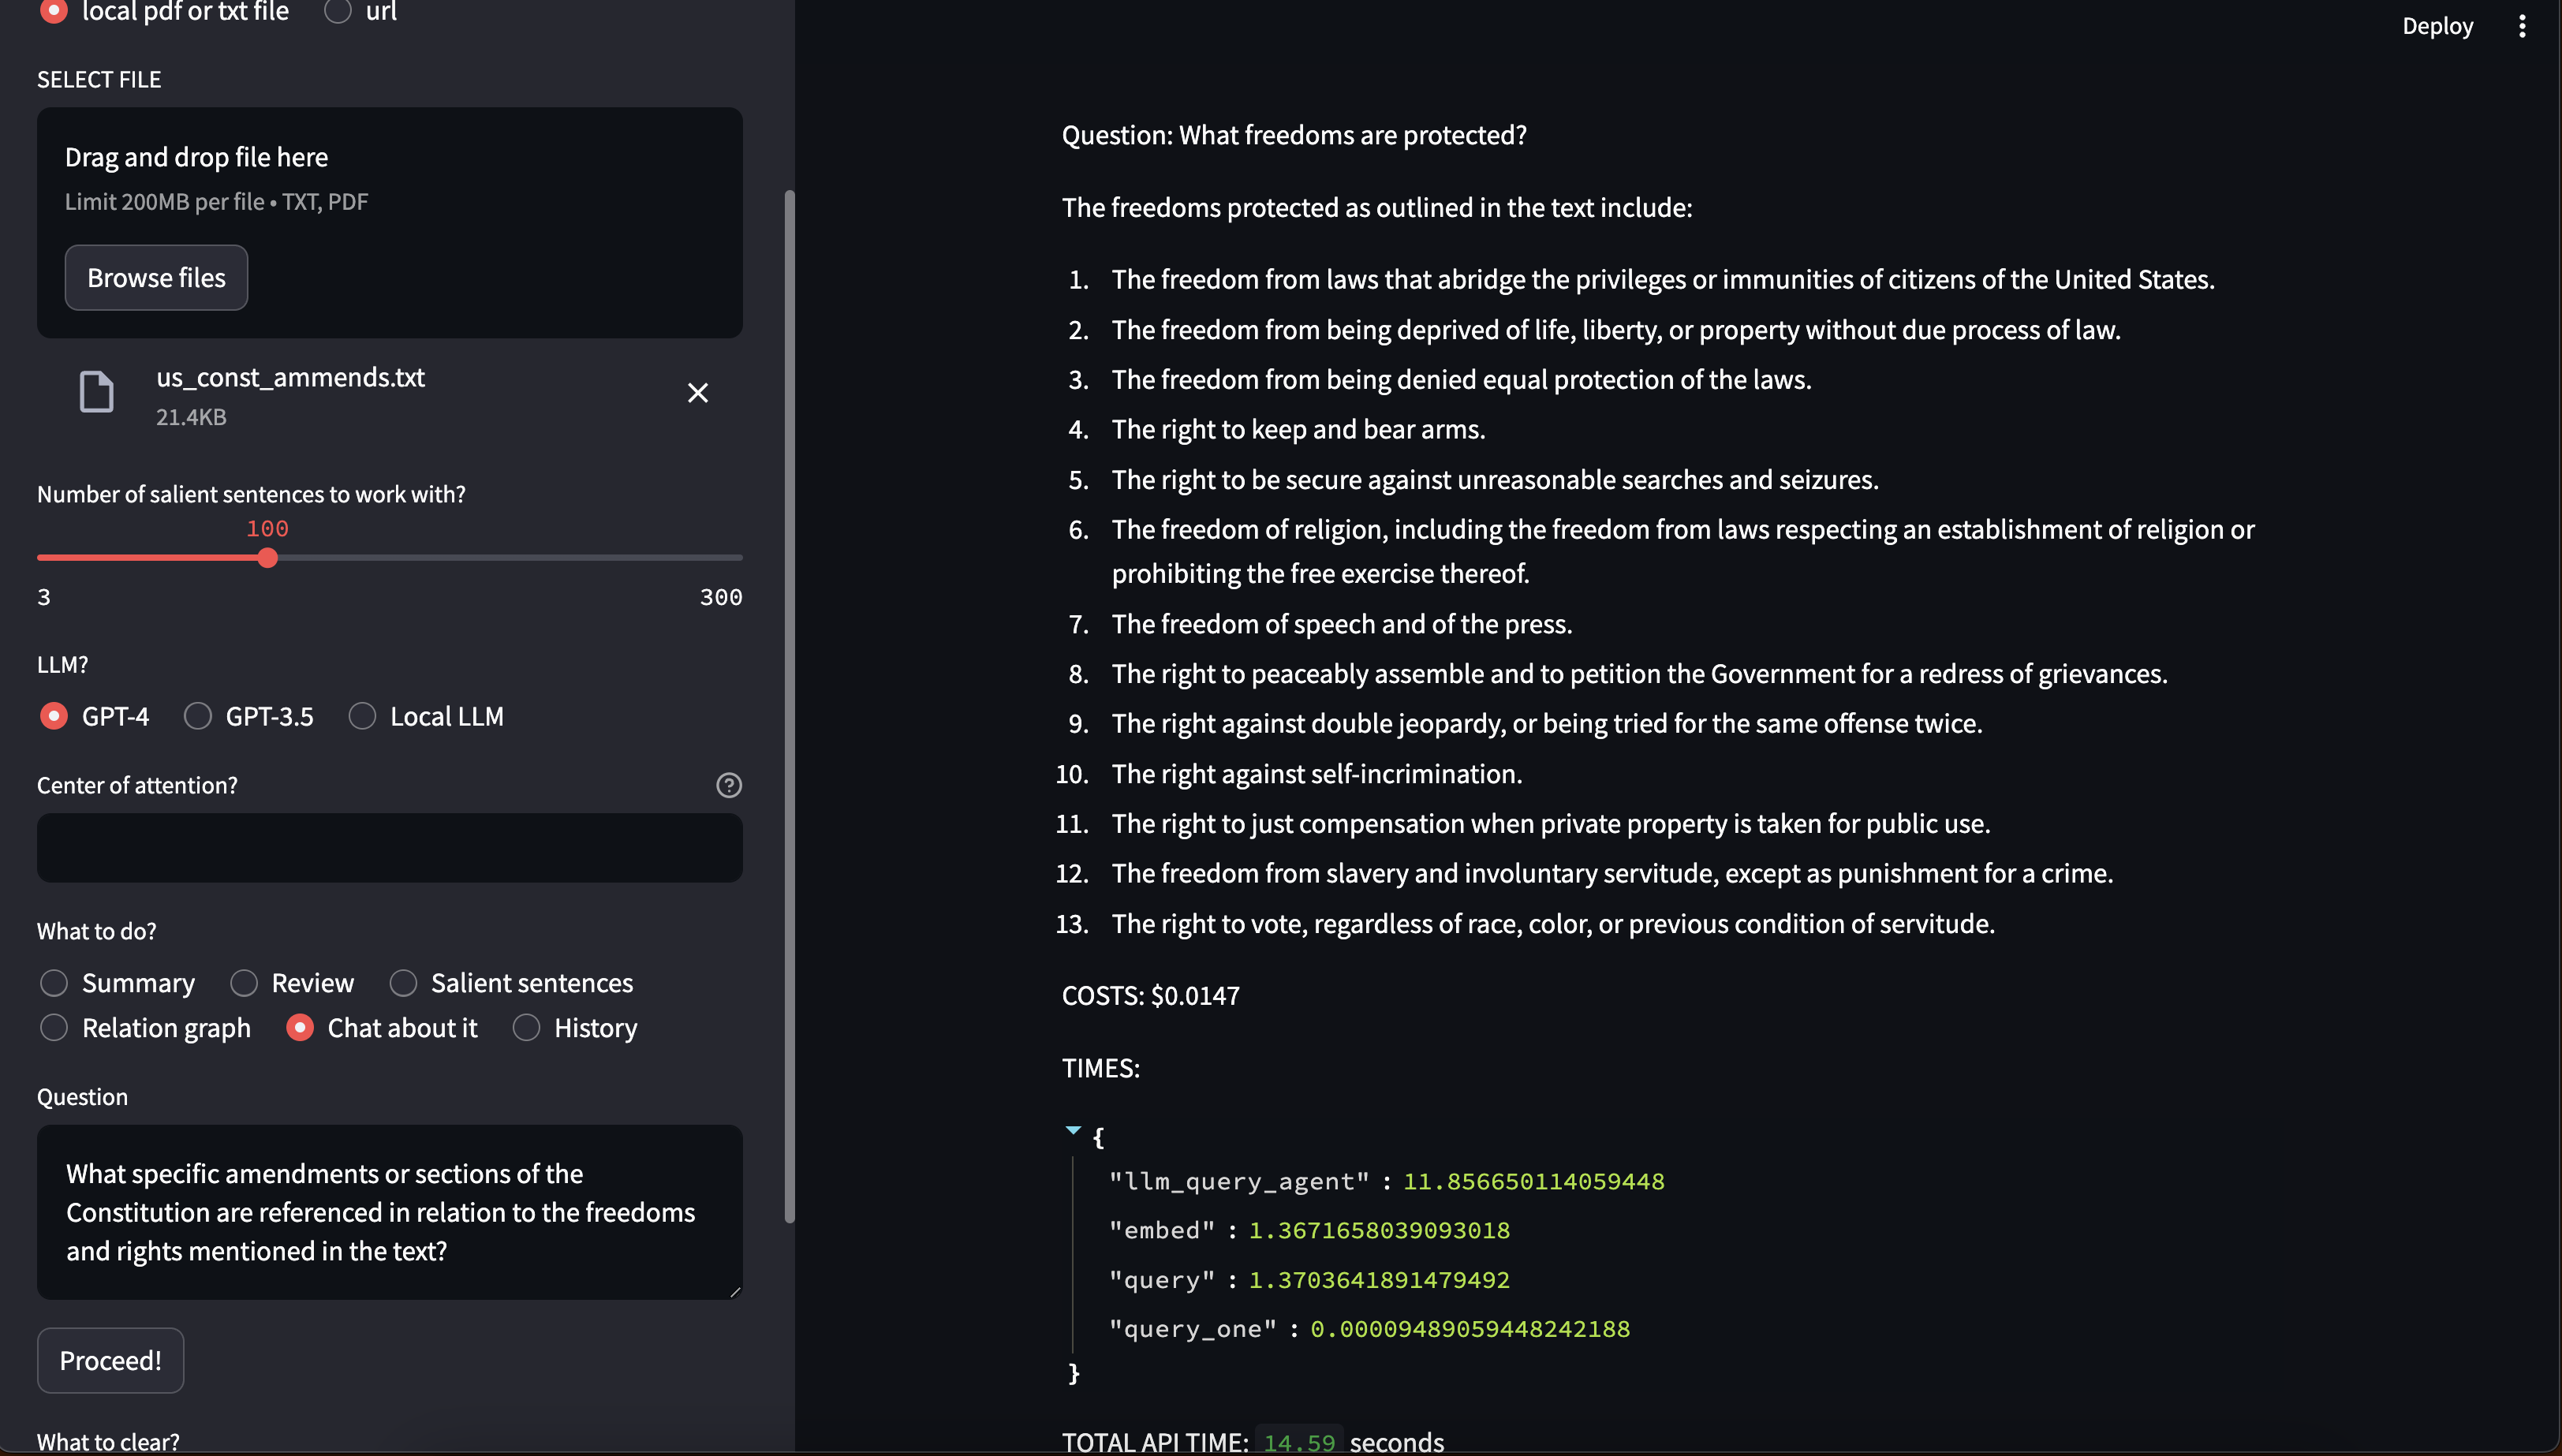 local pdf or txt file
url
SELECT FILE
Drag and drop file here
Limit 200MB per file • TXT, PDF
Browse files
us_const_ammends.txt
21.4KB
Number of salient sentences to work with?
100
3
300
LLM?
GPT-4
GPT-3.5
Local LLM
Center of attention?
What to do?
Summary
Review
Salient sentences
Relation graph
Chat about it
History
Question
What specific amendments or sections of the
Constitution are referenced in relation to the freedoms
and rights mentioned in the text?
Proceed!
What to clear?
Deploy
Question: What freedoms are protected?
The freedoms protected as outlined in the text include:
1. The freedom from laws that abridge the privileges or immunities of citizens of the United States.
2. The freedom from being deprived of life, liberty, or property without due process of law.
3. The freedom from being denied equal protection of the laws.
4. The right to keep and bear arms.
5. The right to be secure against unreasonable searches and seizures.
6. The freedom of religion, including the freedom from laws respecting an establishment of religion or
prohibiting the free exercise thereof.
7. The freedom of speech and of the press.
8. The right to peaceably assemble and to petition the Government for a redress of grievances.
9. The right against double jeopardy, or being tried for the same offense twice.
10. The right against self-incrimination.
11. The right to just compensation when private property is taken for public use.
12. The freedom from slavery and involuntary servitude, except as punishment for a crime.
13. The right to vote, regardless of race, color, or previous condition of servitude.
COSTS: $0.0147
TIMES:
{
"llm_query_agent" : 11.856650114059448
"embed" : 1.3671658039093018
"query" : 1.3703641891479492
"query_one" : 0.00009489059448242188
}
TOTAL API TIME: 14.59 seconds